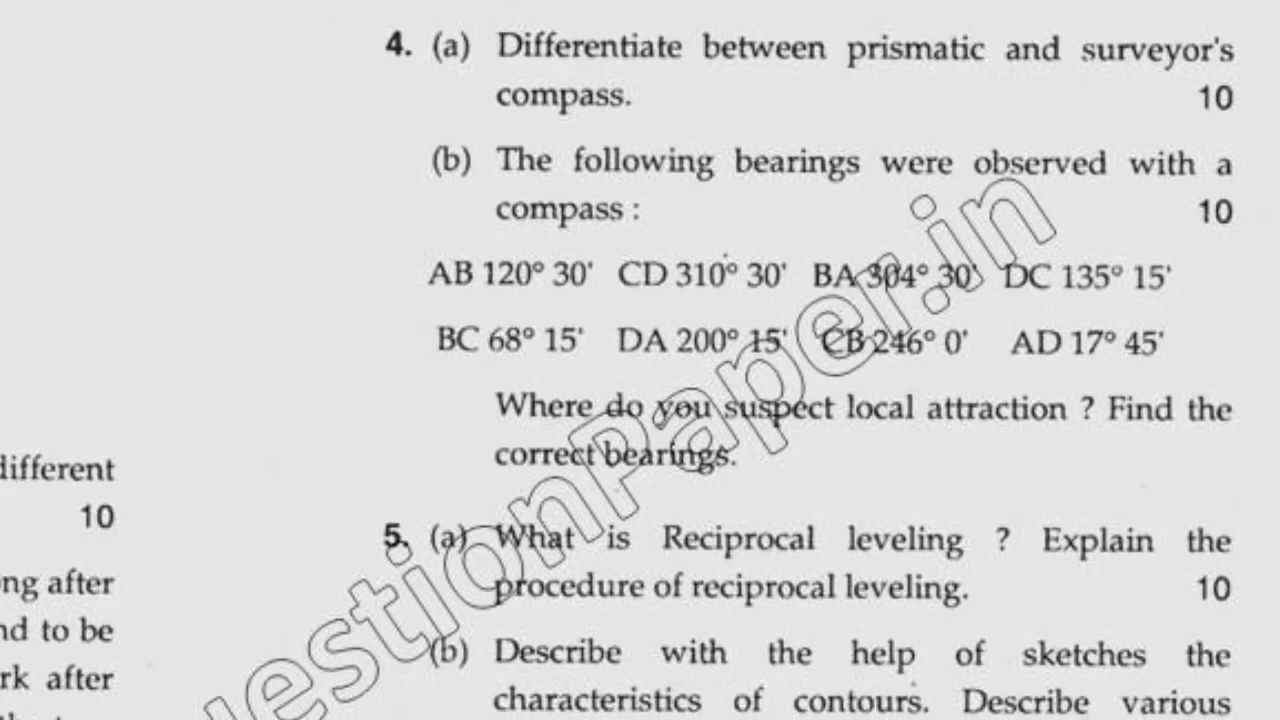 different
10
ng after
nd to be
rk after
4. (a) Differentiate between prismatic and surveyor's
compass. 10
(b) The following bearings were observed with a
compass : 10
AB 120° 30' CD 310° 30' BA 304° 30' DC 135° 15'
BC 68° 15' DA 200° 15' CB 246° 0' AD 17° 45'
Where do you suspect local attraction ? Find the
correct bearings.
5. (a) What is Reciprocal leveling ? Explain the
procedure of reciprocal leveling. 10
(b) Describe with the help of sketches the
characteristics of contours. Describe various
estionPaper.in